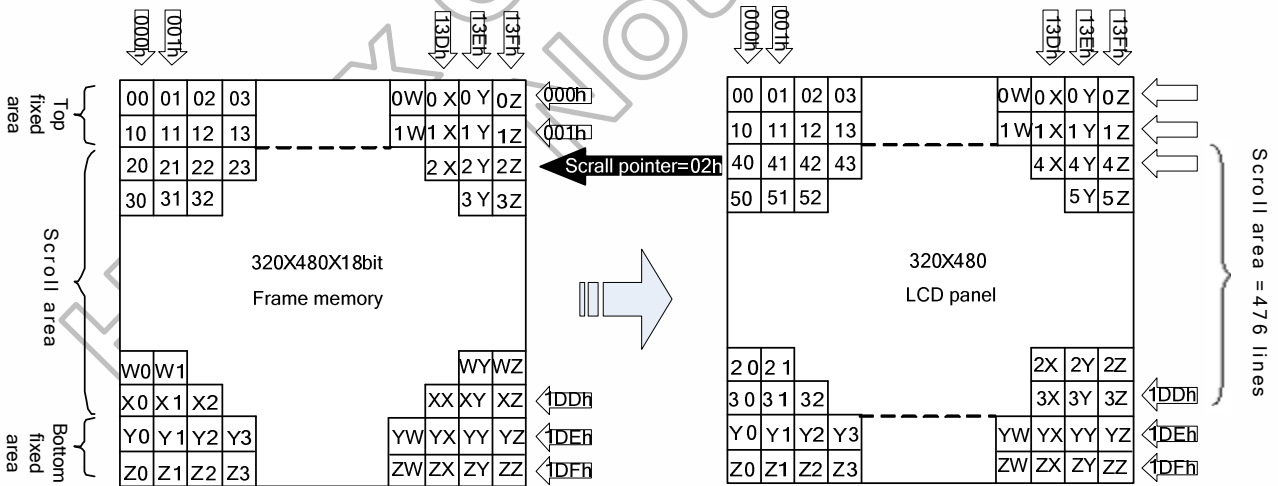 000h 001h 13Dh 13Eh 13Fh
00 01 02 03 0W 0X 0Y 0Z 000h
10 11 12 13 1W 1X 1Y 1Z 001h
20 21 22 23 2X 2Y 2Z Scrall pointer=02h
30 31 32 3Y 3Z
Top fixed area
Scroll area
Bottom fixed area
320X480X18bit
Frame memory
W0 W1 WY WZ
X0 X1 X2 XX XY XZ 1DDh
Y0 Y1 Y2 Y3 YW YX YY YZ 1DEh
Z0 Z1 Z2 Z3 ZW ZX ZY ZZ 1DFh
000h 001h 13Dh 13Eh 13Fh
00 01 02 03 0W 0X 0Y 0Z
10 11 12 13 1W 1X 1Y 1Z
40 41 42 43 4X 4Y 4Z
50 51 52 5Y 5Z
320X480
LCD panel
20 21 2X 2Y 2Z
30 31 32 3X 3Y 3Z 1DDh
Y0 Y1 Y2 Y3 YW YX YY YZ 1DEh
Z0 Z1 Z2 Z3 ZW ZX ZY ZZ 1DFh
Scroll area = 476 lines